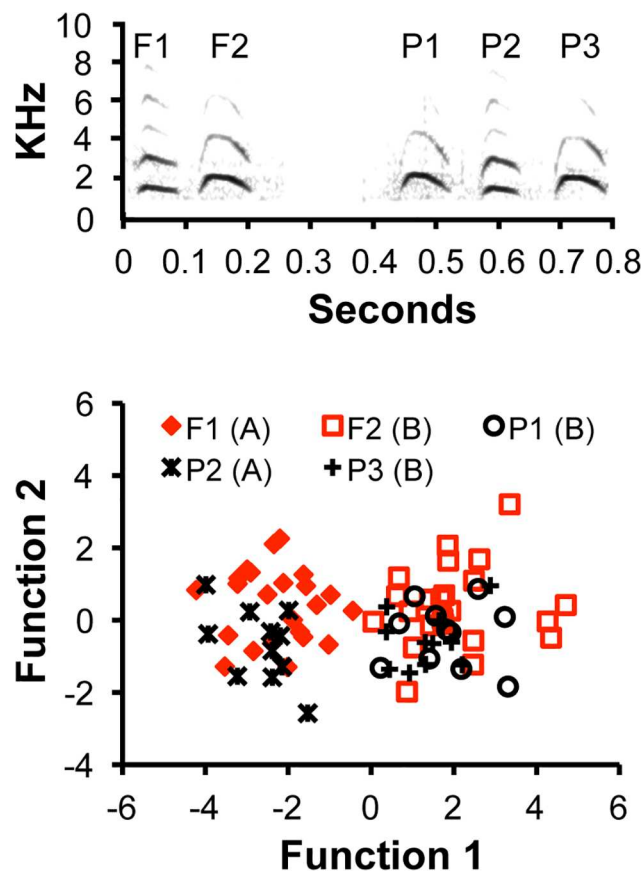 10
8
6
4
2
0
KHz
F1 F2 P1 P2 P3
0 0.1 0.2 0.3 0.4 0.5 0.6 0.7 0.8
Seconds
6
4
2
0
-2
-4
Function 2
F1 (A) F2 (B) P1 (B)
P2 (A) P3 (B)
-6 -4 -2 0 2 4 6
Function 1